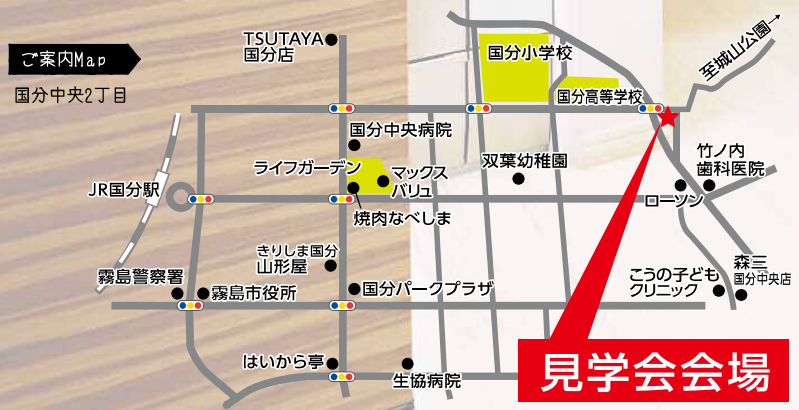 ご案内Map
国分中央2丁目
TSUTAYA
国分店
国分小学校
至城山公園
国分高等学校
国分中央病院
ライフガーデン
マックス
バリュ
双葉幼稚園
竹ノ内
歯科医院
JR国分駅
ローソン
焼肉なべしま
きりしま国分
山形屋
森三
国分中央店
こうの子ども
クリニック
霧島警察署
霧島市役所
国分パークプラザ
はいから亭
生協病院
見学会会場